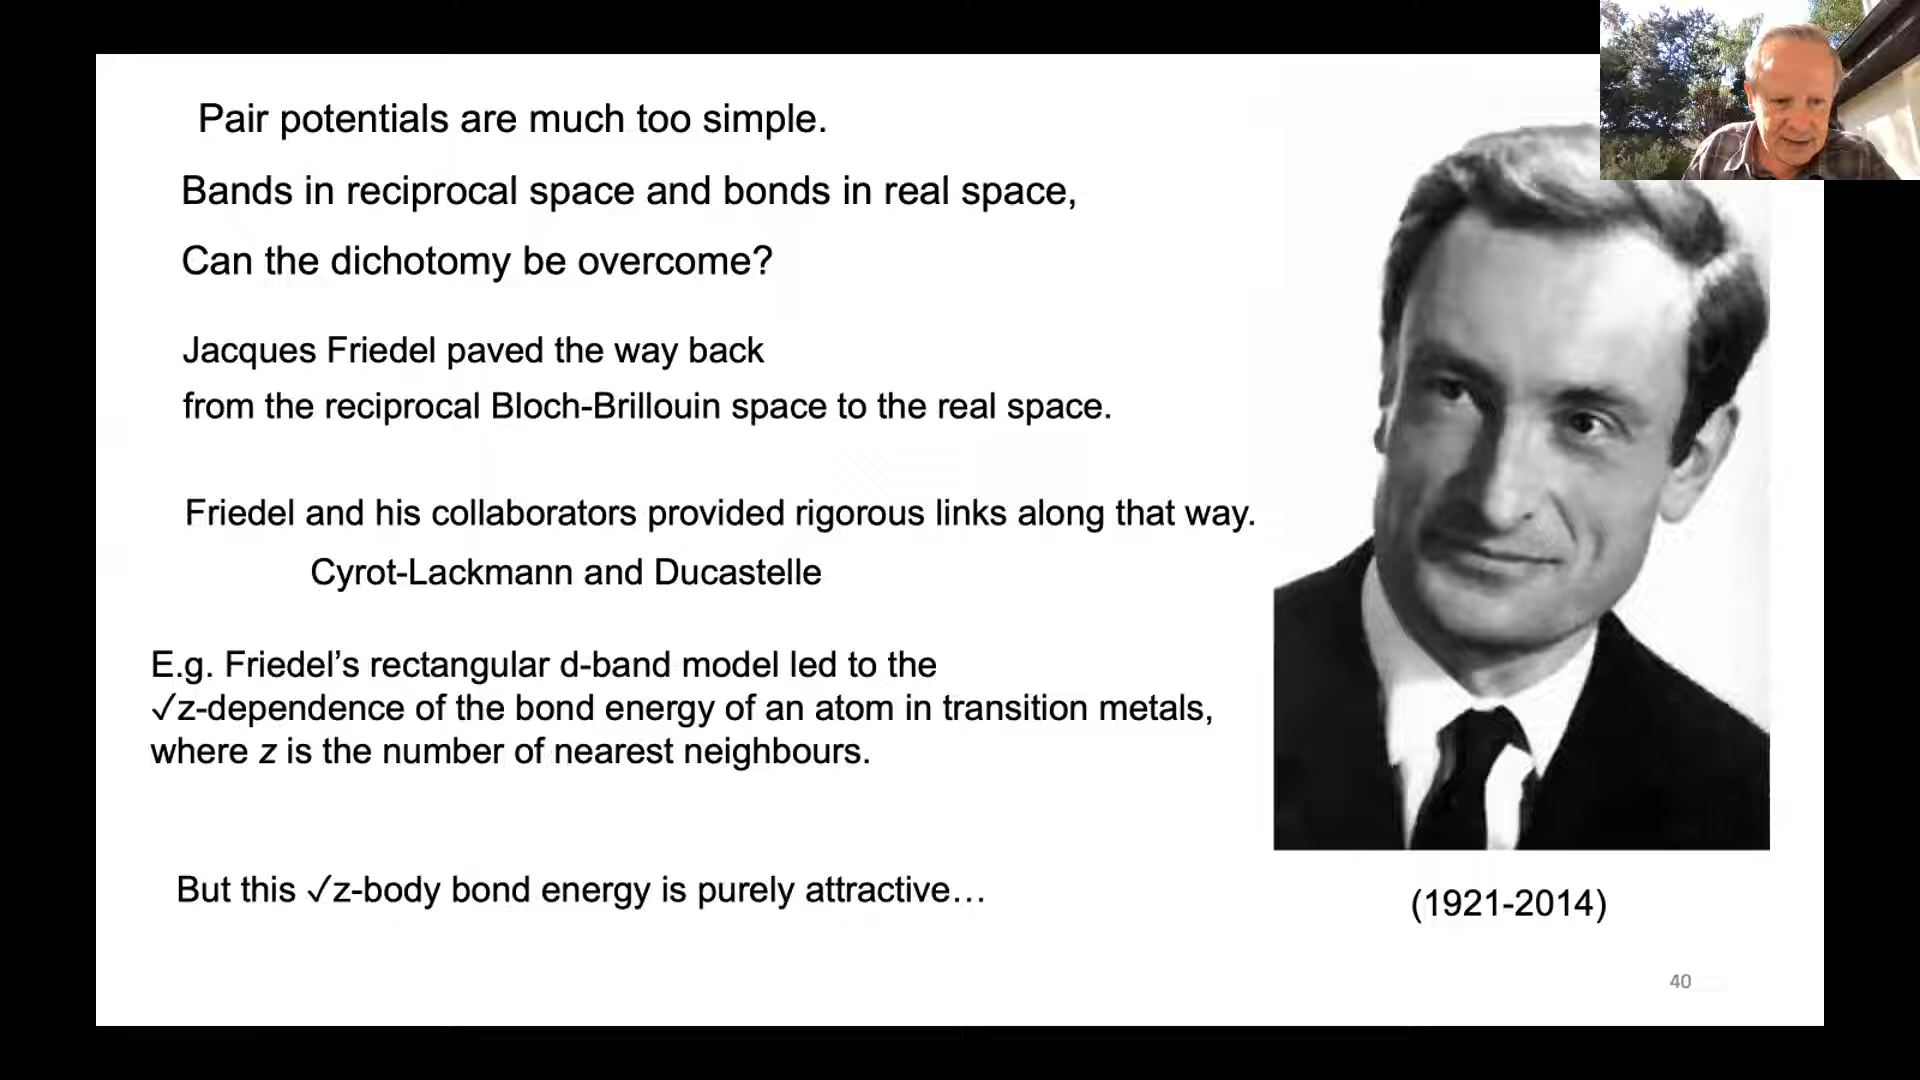 Pair potentials are much too simple.
Bands in reciprocal space and bonds in real space,
Can the dichotomy be overcome?
Jacques Friedel paved the way back
from the reciprocal Bloch-Brillouin space to the real space.
Friedel and his collaborators provided rigorous links along that way.
Cyrot-Lackmann and Ducastelle
E.g. Friedel’s rectangular d-band model led to the
✓z-dependence of the bond energy of an atom in transition metals,
where z is the number of nearest neighbours.
But this ✓z-body bond energy is purely attractive…
(1921-2014)
40